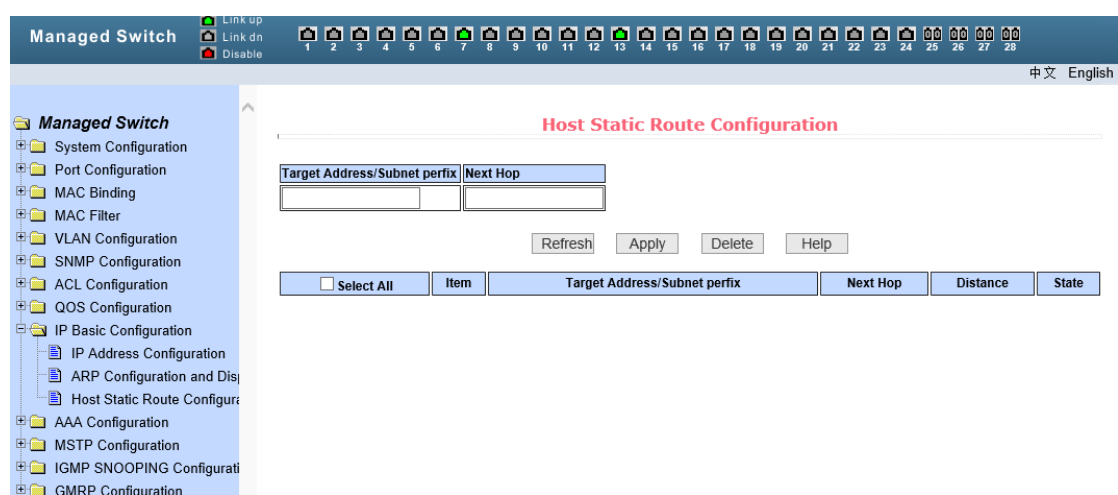 Link up
Managed Switch
Link dn
Disable
1 2 3 4 5 6 7 8 9 10 11 12 13 14 15 16 17 18 19 20 21 22 23 24 25 26 27 28
中文 English
Managed Switch
System Configuration
Port Configuration
MAC Binding
MAC Filter
VLAN Configuration
SNMP Configuration
ACL Configuration
QOS Configuration
IP Basic Configuration
IP Address Configuration
ARP Configuration and Disp
Host Static Route Configura
AAA Configuration
MSTP Configuration
IGMP SNOOPING Configurati
GMRP Configuration
Host Static Route Configuration
Target Address/Subnet perfix Next Hop
Refresh Apply Delete Help
Select All Item Target Address/Subnet perfix Next Hop Distance State